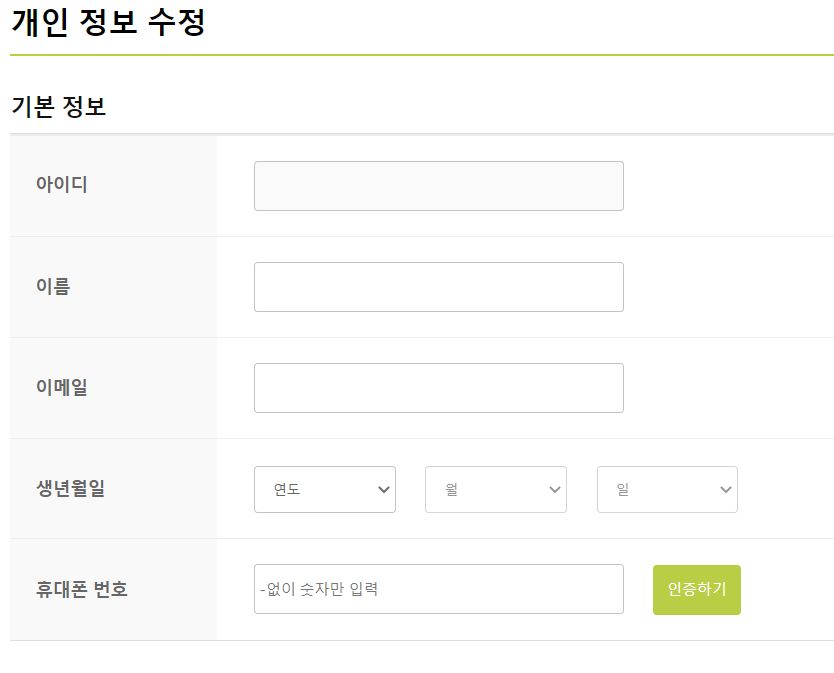 개인 정보 수정
기본 정보
아이디
이름
이메일
생년월일
연도 월 일
휴대폰 번호
-없이 숫자만 입력 인증하기